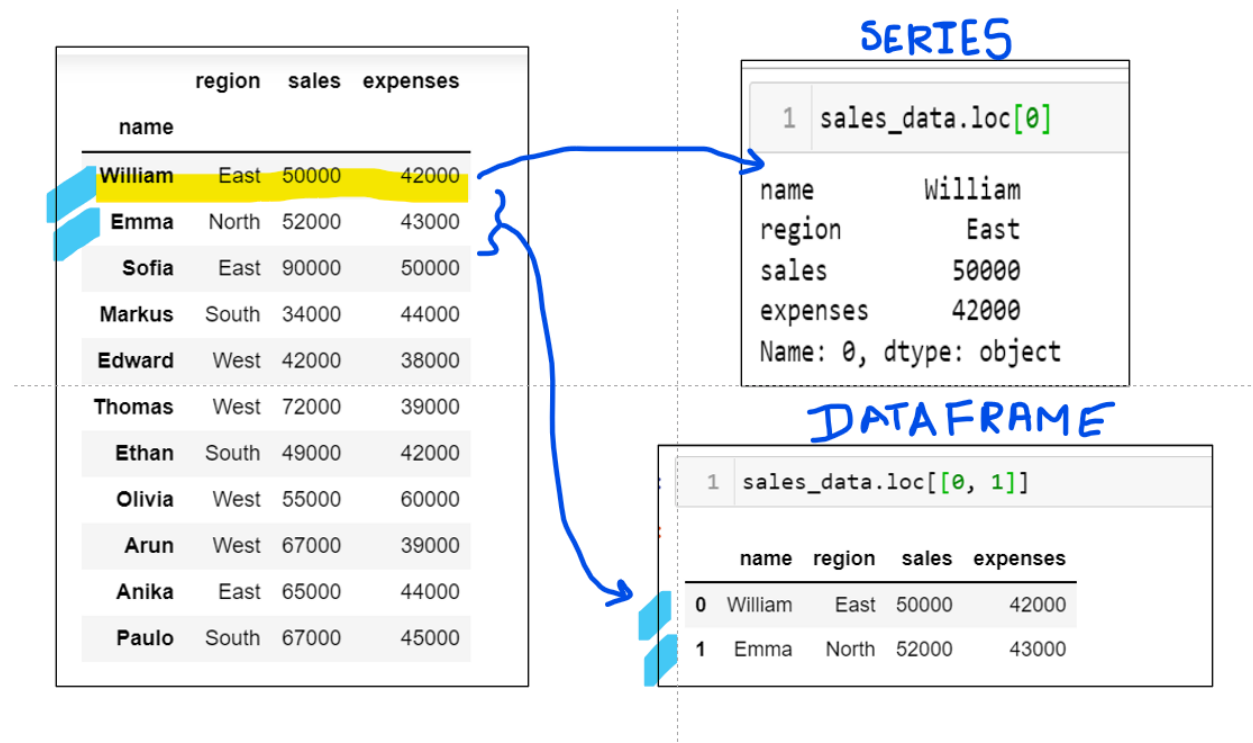 region sales expenses
name
William East 50000 42000
Emma North 52000 43000
Sofia East 90000 50000
Markus South 34000 44000
Edward West 42000 38000
Thomas West 72000 39000
Ethan South 49000 42000
Olivia West 55000 60000
Arun West 67000 39000
Anika East 65000 44000
Paulo South 67000 45000
SERIES
1 sales_data.loc[0]
name William
region East
sales 50000
expenses 42000
Name: 0, dtype: object
DATAFRAME
1 sales_data.loc[[0, 1]]
name region sales expenses
0 William East 50000 42000
1 Emma North 52000 43000